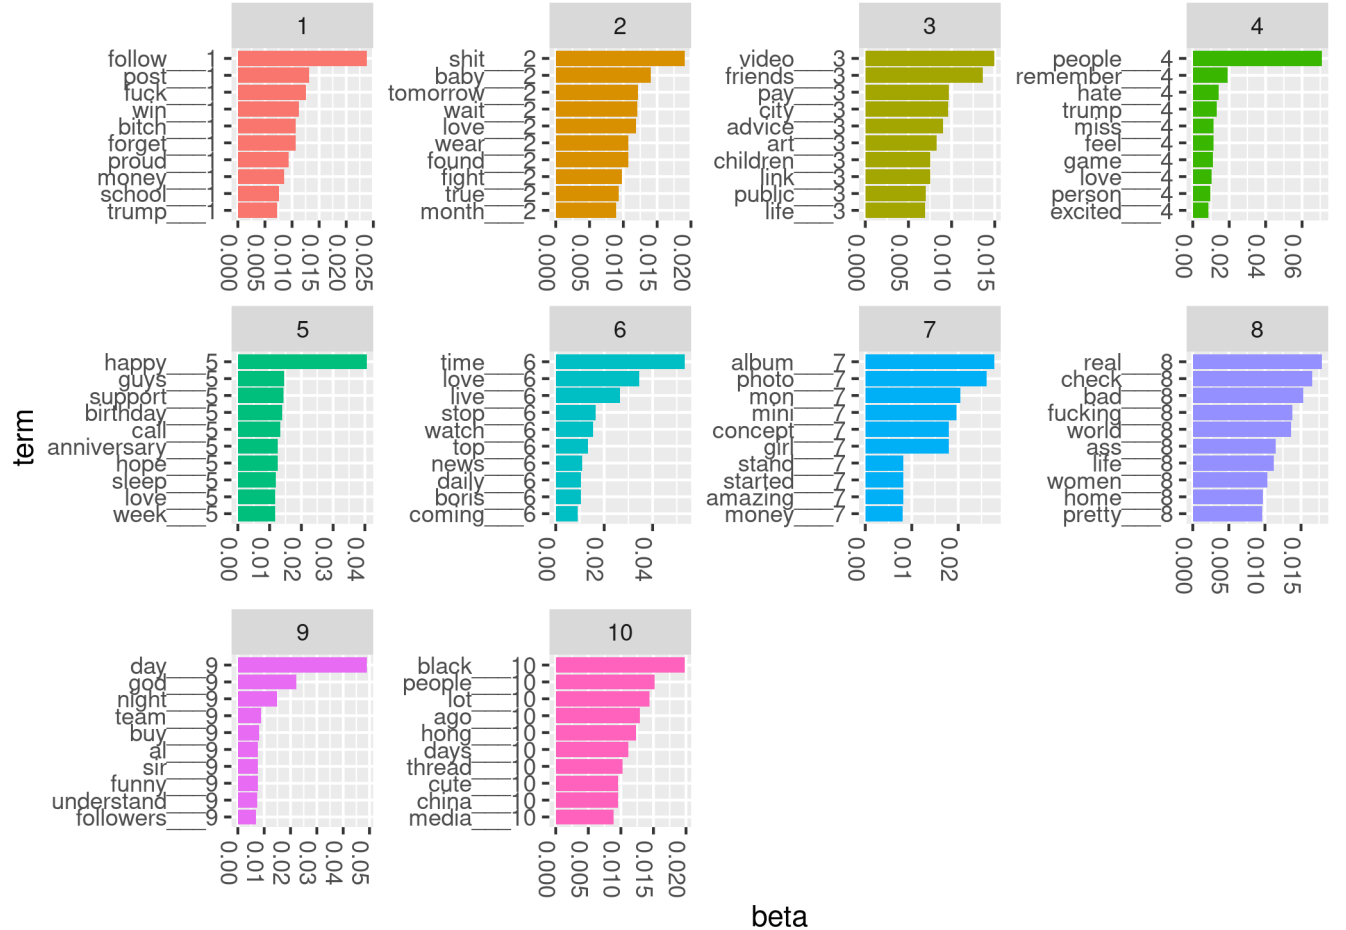 1
follow___1
post___1
fuck___1
win___1
bitch___1
forget___1
proud___1
money___1
school___1
trump___1
0.000
0.005
0.010
0.015
0.020
0.025
2
shit___2
baby___2
tomorrow___2
wait___2
love___2
wear___2
found___2
fight___2
true___2
month___2
0.000
0.005
0.010
0.015
0.020
3
video___3
friends___3
pay___3
city___3
advice___3
art___3
children___3
link___3
public___3
life___3
0.000
0.005
0.010
0.015
4
people___4
remember___4
hate___4
trump___4
miss___4
feel___4
game___4
love___4
person___4
excited___4
0.00
0.02
0.04
0.06
5
happy___5
guys___5
support___5
birthday___5
call___5
anniversary___5
hope___5
sleep___5
love___5
week___5
0.00
0.01
0.02
0.03
0.04
6
time___6
love___6
live___6
stop___6
watch___6
top___6
news___6
daily___6
boris___6
coming___6
0.00
0.02
0.04
7
album___7
photo___7
mon___7
mini___7
concept___7
girl___7
stand___7
started___7
amazing___7
money___7
0.00
0.01
0.02
8
real___8
check___8
bad___8
fucking___8
world___8
ass___8
life___8
women___8
home___8
pretty___8
0.000
0.005
0.010
0.015
9
day___9
god___9
night___9
team___9
buy___9
al___9
sir___9
funny___9
understand___9
followers___9
0.00
0.01
0.02
0.03
0.04
0.05
10
black___10
people___10
lot___10
ago___10
hong___10
days___10
thread___10
cute___10
china___10
media___10
0.000
0.005
0.010
0.015
0.020
term
beta